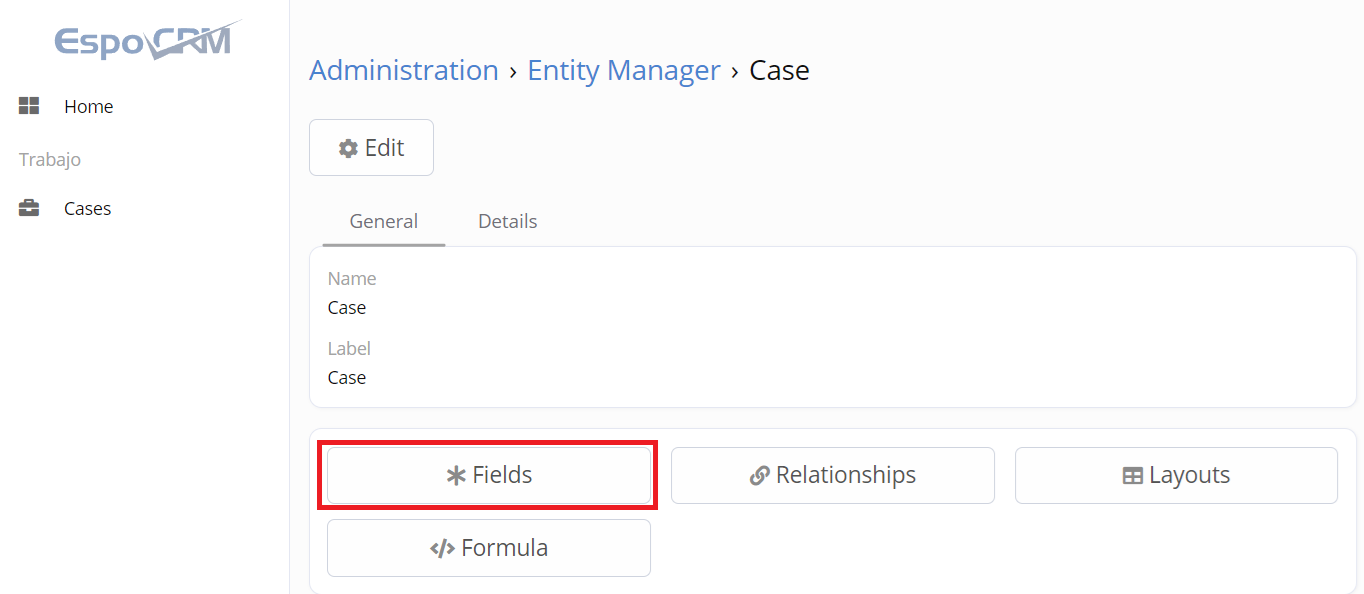 EspoCRM
Home
Trabajo
Cases
Administration › Entity Manager › Case
Edit
General Details
Name
Case
Label
Case
Fields Relationships Layouts
Formula